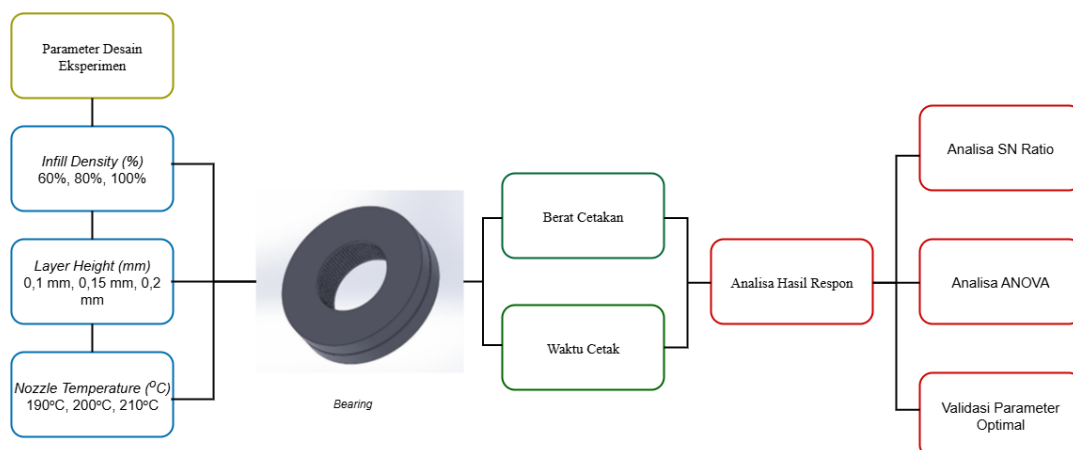 Parameter Desain
Eksperimen
Infill Density (%)
60%, 80%, 100%
Layer Height (mm)
0,1 mm, 0,15 mm, 0,2
mm
Nozzle Temperature (ºC)
190ºC, 200ºC, 210ºC
Bearing
Berat Cetakan
Waktu Cetak
Analisa Hasil Respon
Analisa SN Ratio
Analisa ANOVA
Validasi Parameter
Optimal